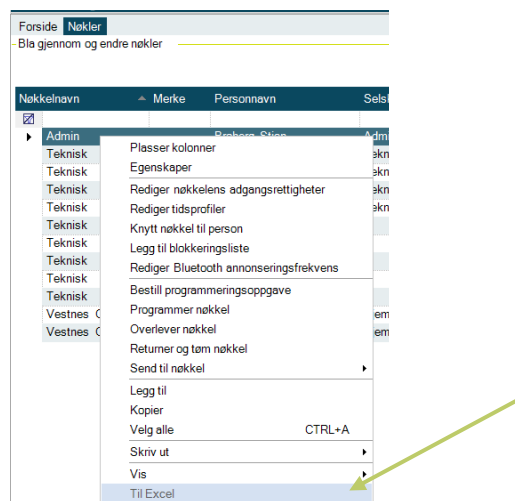 Forside Nøkler
Bla gjennom og endre nøkler
Nøkkelnavn Merke Personnavn
Admin
Teknisk
Plasser kolonner
Teknisk
Egenskaper
Teknisk
Rediger nøkkelens adgangsrettigheter
Teknisk
Rediger tidsprofiler
Teknisk
Knytt nøkkel til person
Teknisk
Legg til blokkeringsliste
Teknisk
Rediger Bluetooth annonseringsfrekvens
Teknisk
Bestill programmeringsoppgave
Teknisk
Programmer nøkkel
Vestnes
Overlever nøkkel
Vestnes
Returner og tøm nøkkel
Send til nøkkel
Legg til
Kopier
Velg alle CTRL+A
Skriv ut
Vis
Til Excel